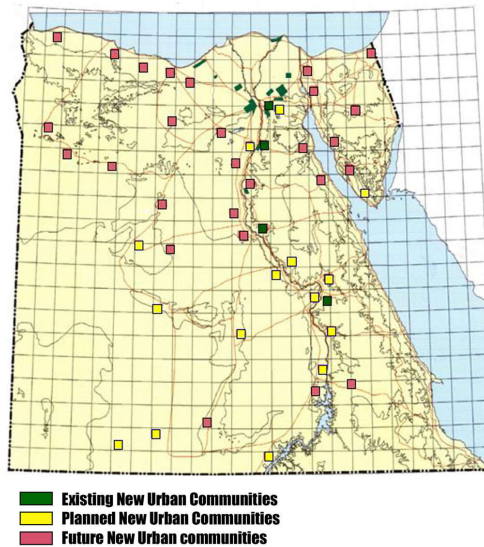 Existing New Urban Communities
Planned New Urban Communities
Future New Urban communities